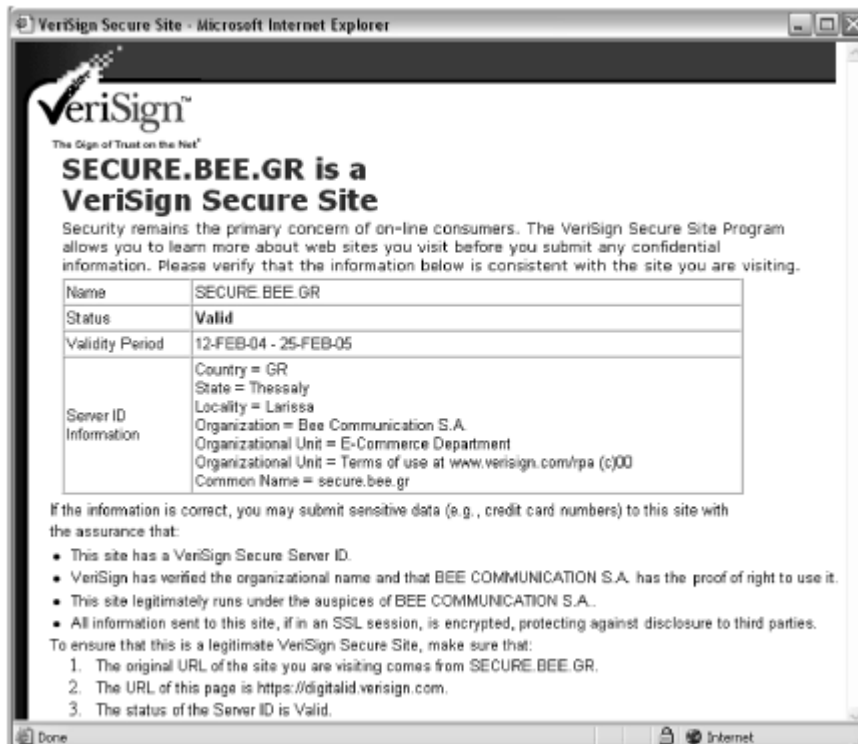 VeriSign Secure Site - Microsoft Internet Explorer
VeriSign™
The Sign of Trust on the Net
SECURE.BEE.GR is a
VeriSign Secure Site
Security remains the primary concern of on-line consumers. The VeriSign Secure Site Program
allows you to learn more about web sites you visit before you submit any confidential
information. Please verify that the information below is consistent with the site you are visiting.
Name SECURE.BEE.GR
Status Valid
Validity Period 12-FEB-04 - 25-FEB-05
Server ID Information
Country = GR
State = Thessaly
Locality = Larissa
Organization = Bee Communication S.A.
Organizational Unit = E-Commerce Department
Organizational Unit = Terms of use at www.verisign.com/rpa (c)00
Common Name = secure.bee.gr
If the information is correct, you may submit sensitive data (e.g., credit card numbers) to this site with
the assurance that:
• This site has a VeriSign Secure Server ID.
• VeriSign has verified the organizational name and that BEE COMMUNICATION S.A. has the proof of right to use it.
• This site legitimately runs under the auspices of BEE COMMUNICATION S.A..
• All information sent to this site, if in an SSL session, is encrypted, protecting against disclosure to third parties.
To ensure that this is a legitimate VeriSign Secure Site, make sure that:
1. The original URL of the site you are visiting comes from SECURE.BEE.GR.
2. The URL of this page is https://digitalid.verisign.com.
3. The status of the Server ID is Valid.
Done Internet